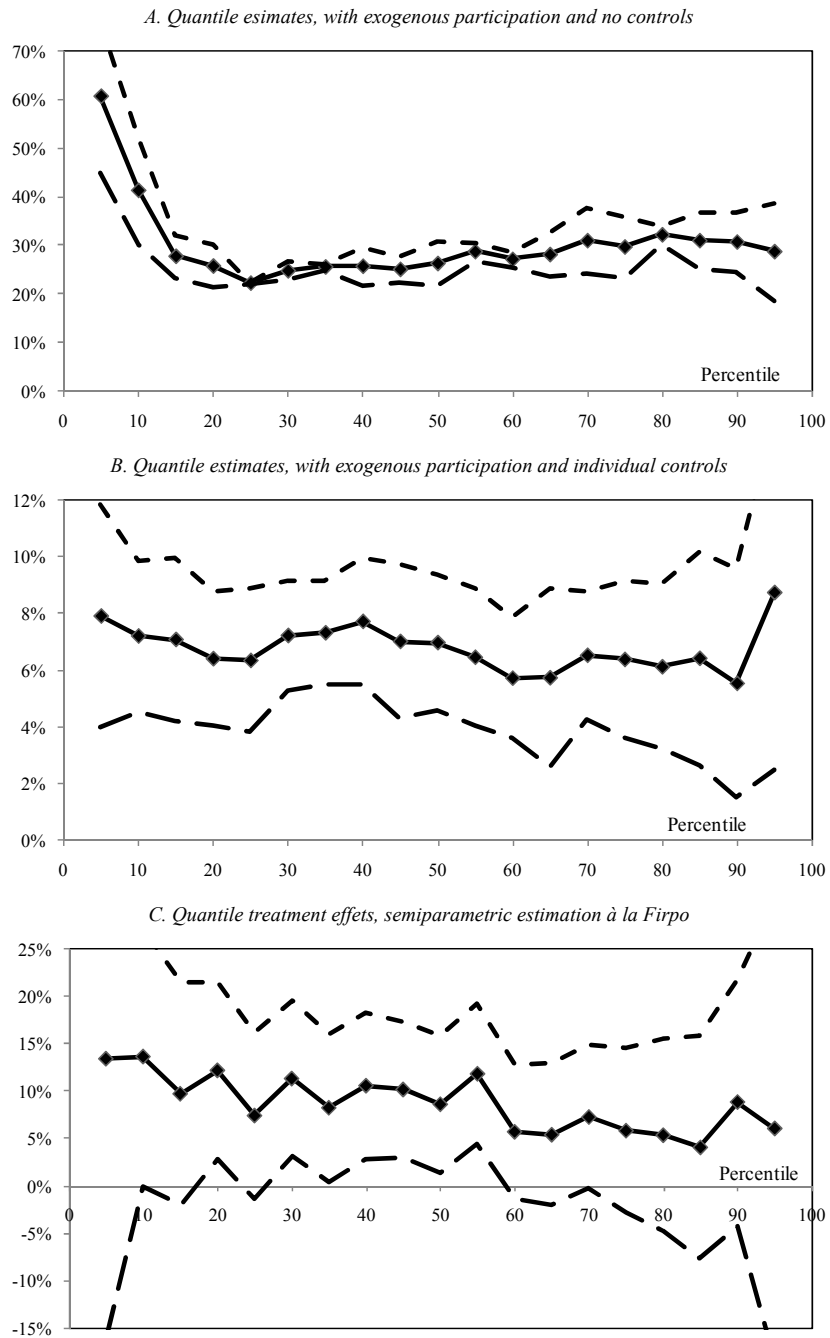 A. Quantile esimates, with exogenous participation and no controls
70%
60%
50%
40%
30%
20%
10%
0%
Percentile
0 10 20 30 40 50 60 70 80 90 100
B. Quantile estimates, with exogenous participation and individual controls
12%
10%
8%
6%
4%
2%
0%
Percentile
0 10 20 30 40 50 60 70 80 90 100
C. Quantile treatment effets, semiparametric estimation à la Firpo
25%
20%
15%
10%
5%
Percentile
0%
0 10 20 30 40 50 60 70 80 90 100
-5%
-10%
-15%